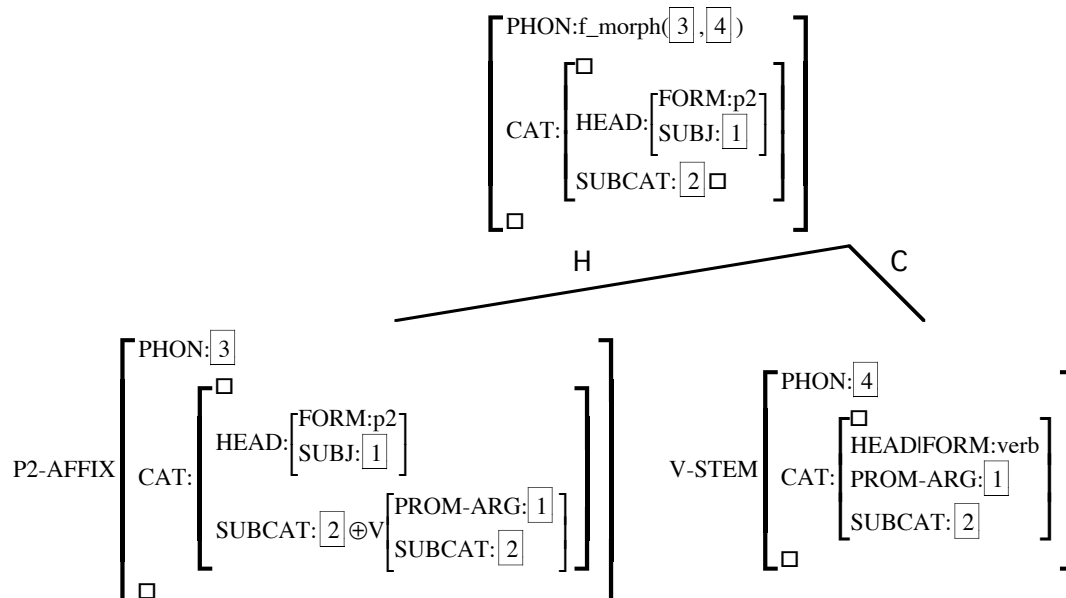 PHON:f_morph( 3 , 4 )
CAT:
HEAD:
FORM:p2
SUBJ: 1
SUBCAT: 2
H
C
P2-AFFIX
PHON: 3
CAT:
HEAD:
FORM:p2
SUBJ: 1
SUBCAT: 2 ⊕V
PROM-ARG: 1
SUBCAT: 2
V-STEM
PHON: 4
CAT:
HEAD|FORM:verb
PROM-ARG: 1
SUBCAT: 2